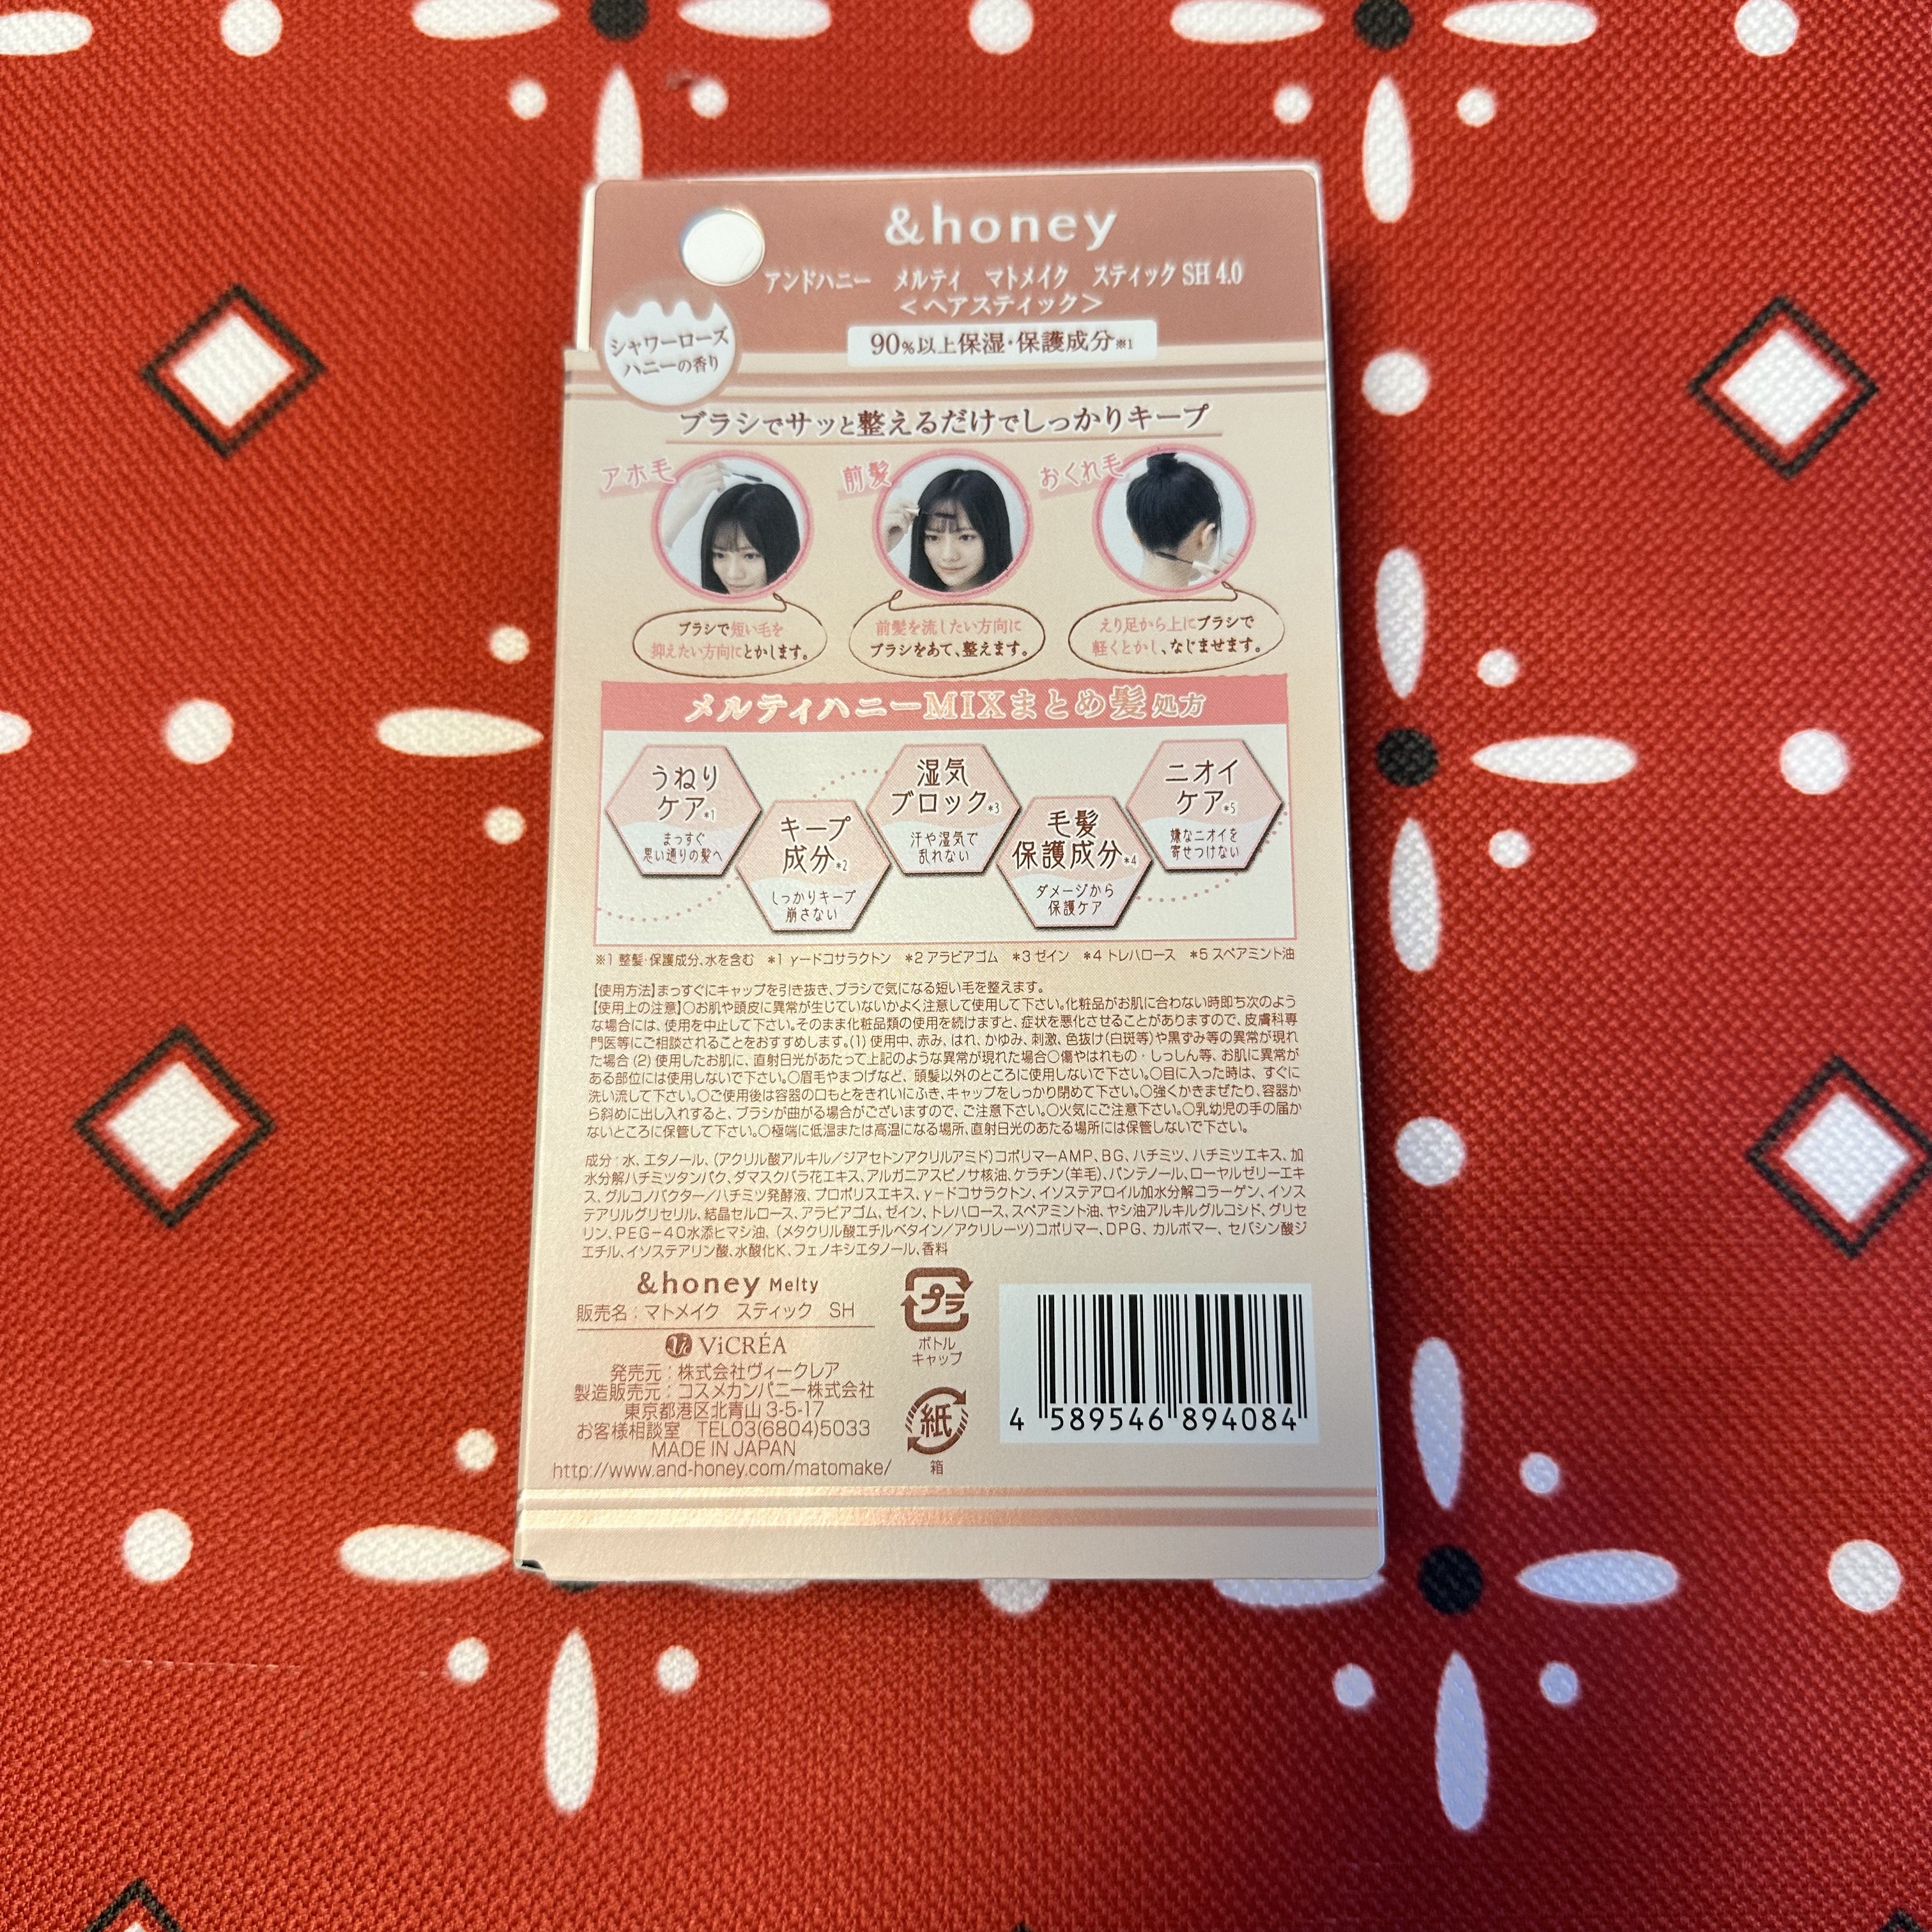 &honey
アンドハニー メルティ マトメイク スティック SH 4.0
＜ヘアスティック＞
90%以上保湿・保護成分※1
シャワーローズ
ハニーの香り
ブラシでサッと整えるだけでしっかりキープ
アホ毛
ブラシで短い毛を
抑えたい方向にとかします。
前髪
前髪を流したい方向に
ブラシをあて、整えます。
おくれ毛
えり足から上にブラシで
軽くとかし、なじませます。
メルティハニーMIXまとめ髪処方
うねり
ケア*1
まっすぐ
思い通りの髪へ
キープ
成分*2
しっかりキープ
崩さない
湿気
ブロック*3
汗や湿気で
乱れない
毛髪
保護成分*4
ダメージから
保護ケア
ニオイ
ケア*5
嫌なニオイを
寄せつけない
※1 整髪・保護成分、水を含む *1 γードコサラクトン *2 アラビアゴム *3 ゼイン *4 トレハロース *5 スペアミント油
【使用方法】まっすぐにキャップを引き抜き、ブラシで気になる短い毛を整えます。
【使用上の注意】○お肌や頭皮に異常が生じていないかよく注意して使用して下さい。化粧品がお肌に合わない時即ち次のよう
な場合には、使用を中止して下さい。そのまま化粧品類の使用を続けますと、症状を悪化させることがありますので、皮膚科専
門医等にご相談されることをおすすめします。(1) 使用中、赤み、はれ、かゆみ、刺激、色抜け(白斑等)や黒ずみ等の異常が現れ
た場合 (2) 使用したお肌に、直射日光があたって上記のような異常が現れた場合○傷やはれもの・しっしん等、お肌に異常が
ある部位には使用しないで下さい。○眉毛やまつげなど、頭髪以外のところに使用しないで下さい。○目に入った時は、すぐに
洗い流して下さい。○ご使用後は容器の口もとをきれいにふき、キャップをしっかり閉めて下さい。○強くかきまぜたり、容器か
ら斜めに出し入れすると、ブラシが曲がる場合がございますので、ご注意下さい。○火気にご注意下さい。○乳幼児の手の届か
ないところに保管して下さい。○極端に低温または高温になる場所、直射日光のあたる場所には保管しないで下さい。
成分：水、エタノール、(アクリル酸アルキル／ジアセトンアクリルアミド)コポリマーAMP、BG、ハチミツ、ハチミツエキス、加
水分解ハチミツタンパク、ダマスクバラ花エキス、アルガニアスピノサ核油、ケラチン(羊毛)、パンテノール、ローヤルゼリーエキ
ス、グルコノバクター／ハチミツ発酵液、プロポリスエキス、γードコサラクトン、イソステアロイル加水分解コラーゲン、イソス
テアリルグリセリル、結晶セルロース、アラビアゴム、ゼイン、トレハロース、スペアミント油、ヤシ油アルキルグルコシド、グリセ
リン、PEG－40水添ヒマシ油、(メタクリル酸エチルベタイン／アクリレーツ)コポリマー、DPG、カルボマー、セバシン酸ジ
エチル、イソステアリン酸、水酸化K、フェノキシエタノール、香料
&honey Melty
販売名：マトメイク スティック SH
ViCRÉA
発売元：株式会社ヴィークレア
製造販売元：コスメカンパニー株式会社
東京都港区北青山 3-5-17
お客様相談室 TEL03(6804)5033
MADE IN JAPAN
http://www.and-honey.com/matomake/
プラ
ボトル
キャップ
紙
箱
4 589546 894084